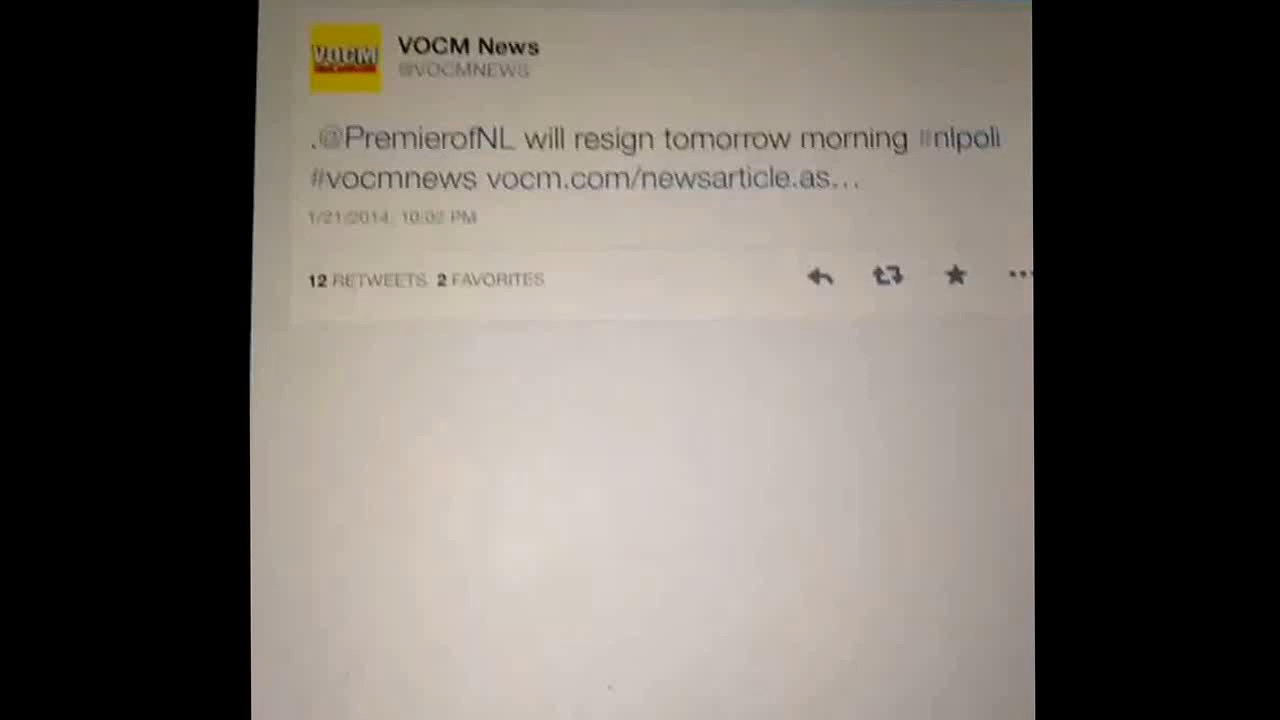 VOCM
VOCM News
@VOCMNEWS
.@PremierofNL will resign tomorrow morning #nlpoli
#vocmnews vocm.com/newsarticle.as...
1/21/2014, 10:02 PM
12 RETWEETS 2 FAVORITES